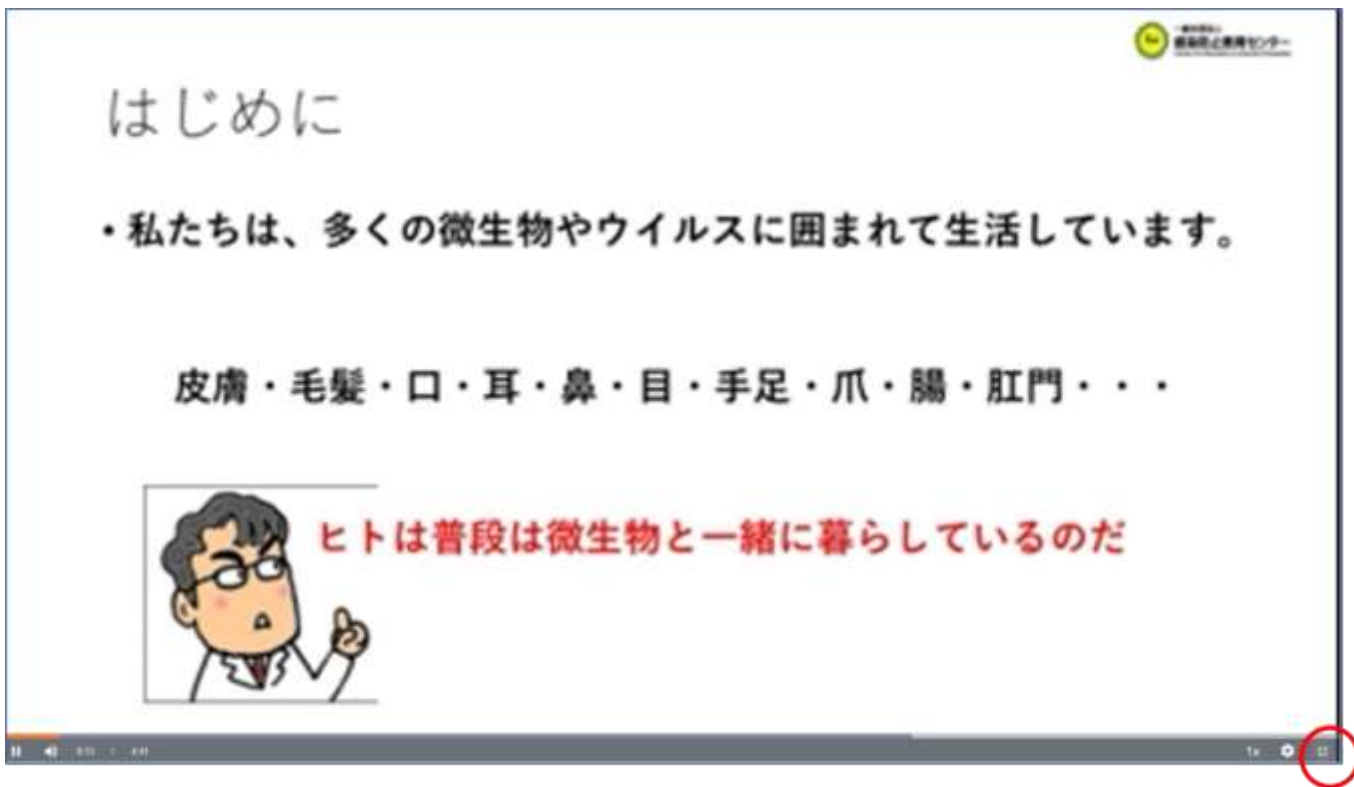 はじめに
・私たちは、多くの微生物やウイルスに囲まれて生活しています。
皮膚・毛髪・口・耳・鼻・目・手足・爪・腸・肛門・・・
ヒトは普段は微生物と一緒に暮らしているのだ
1x